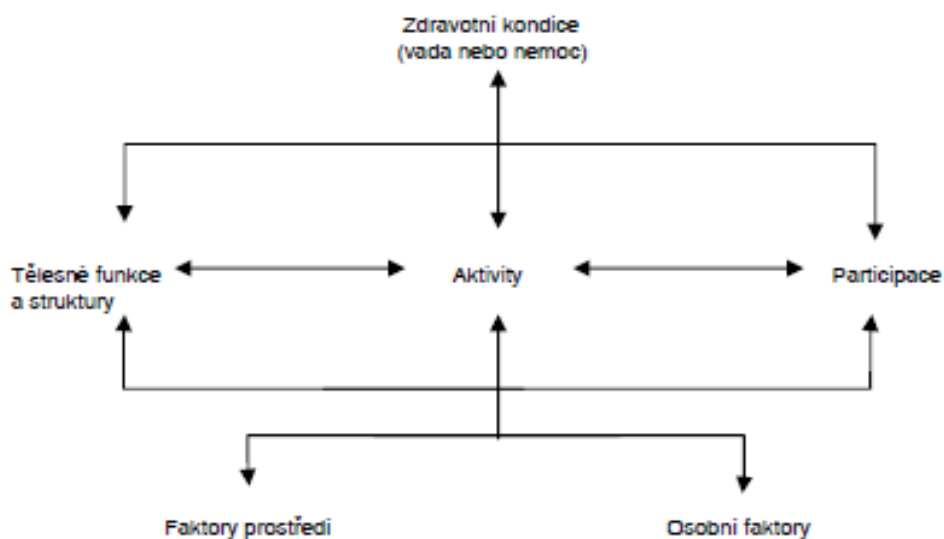 Zdravotní kondice
(vada nebo nemoc)
Tělesné funkce
a struktury
Aktivity
Participace
Faktory prostředí
Osobní faktory